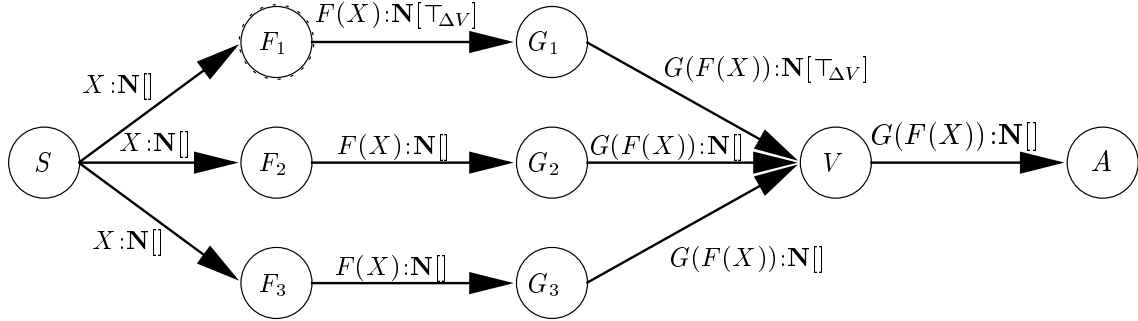 F₁
F(X):N[⊤ΔV]
G₁
G(F(X)):N[⊤ΔV]
X:N[]
S
X:N[]
F₂
F(X):N[]
G₂
G(F(X)):N[]
V
G(F(X)):N[]
A
X:N[]
F₃
F(X):N[]
G₃
G(F(X)):N[]